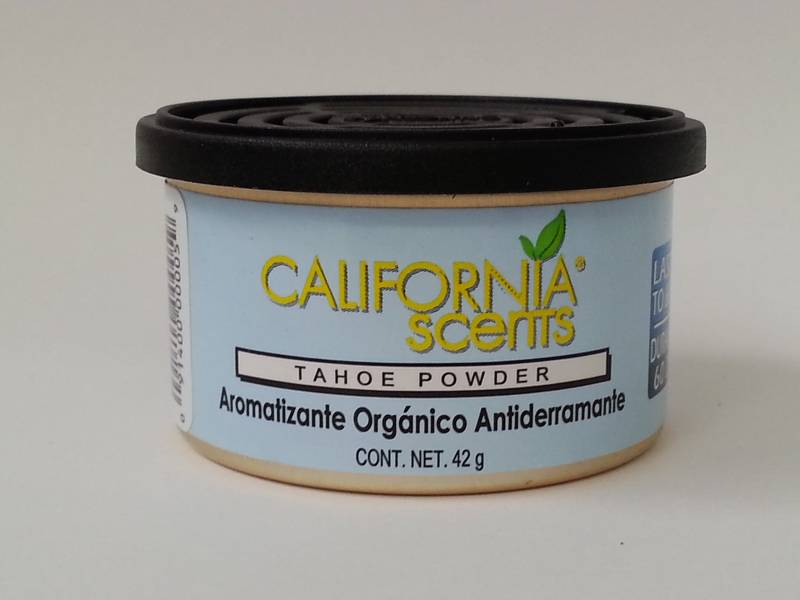 CALIFORNIA®
scents
TAHOE POWDER
Aromatizante Orgánico Antiderramante
CONT. NET. 42 g